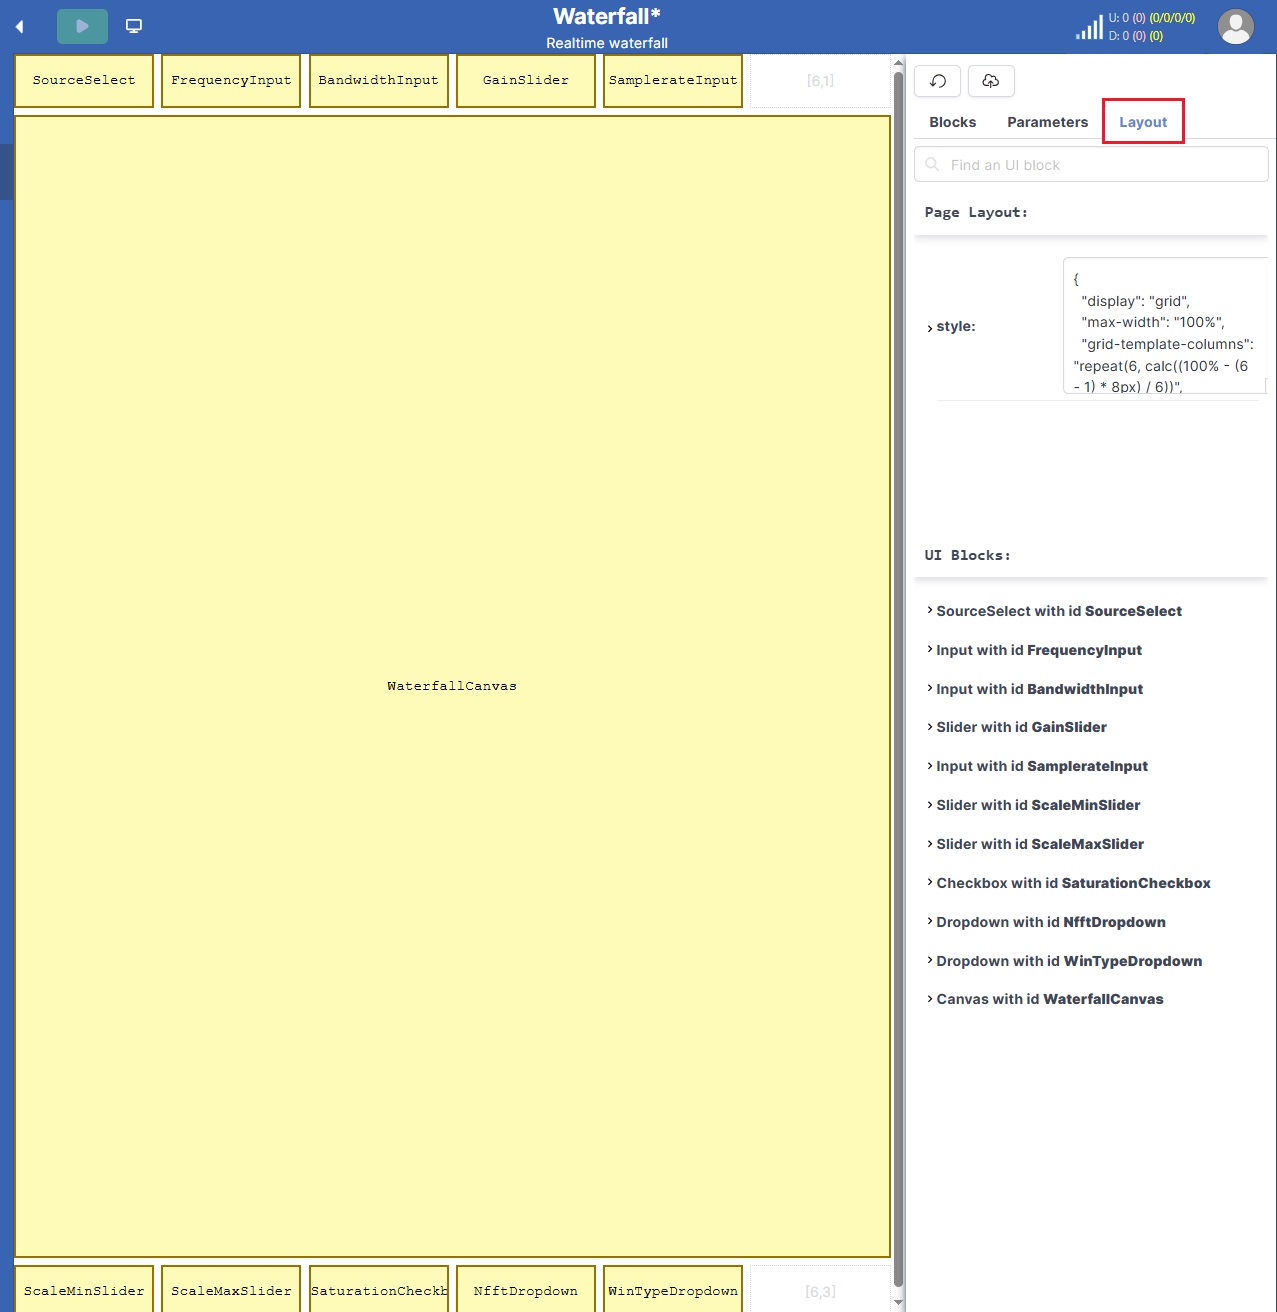 Waterfall*
Realtime waterfall
U: 0 (0) (0/0/0/0)
D: 0 (0) (0)
SourceSelect
FrequencyInput
BandwidthInput
GainSlider
SamplerateInput
[6,1]
WaterfallCanvas
ScaleMinSlider
ScaleMaxSlider
SaturationCheckb
NfftDropdown
WinTypeDropdown
[6,3]
Blocks
Parameters
Layout
Find an UI block
Page Layout:
style:
{
"display": "grid",
"max-width": "100%",
"grid-template-columns":
"repeat(6, calc((100% - (6
- 1) * 8px) / 6))",
UI Blocks:
SourceSelect with id SourceSelect
Input with id FrequencyInput
Input with id BandwidthInput
Slider with id GainSlider
Input with id SamplerateInput
Slider with id ScaleMinSlider
Slider with id ScaleMaxSlider
Checkbox with id SaturationCheckbox
Dropdown with id NfftDropdown
Dropdown with id WinTypeDropdown
Canvas with id WaterfallCanvas